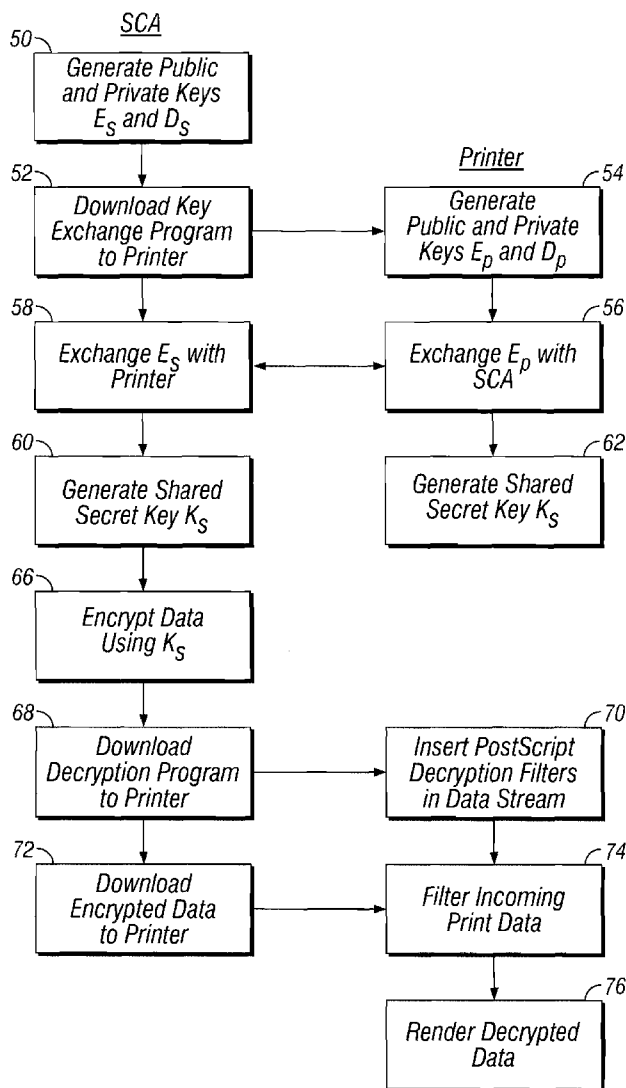 SCA
50
Generate Public
and Private Keys
E_S and D_S
52
Download Key
Exchange Program
to Printer
Printer
54
Generate
Public and Private
Keys E_p and D_p
58
Exchange E_S with
Printer
56
Exchange E_p with
SCA
60
Generate Shared
Secret Key K_S
62
Generate Shared
Secret Key K_S
66
Encrypt Data
Using K_S
68
Download
Decryption Program
to Printer
70
Insert PostScript
Decryption Filters
in Data Stream
72
Download
Encrypted Data
to Printer
74
Filter Incoming
Print Data
76
Render Decrypted
Data